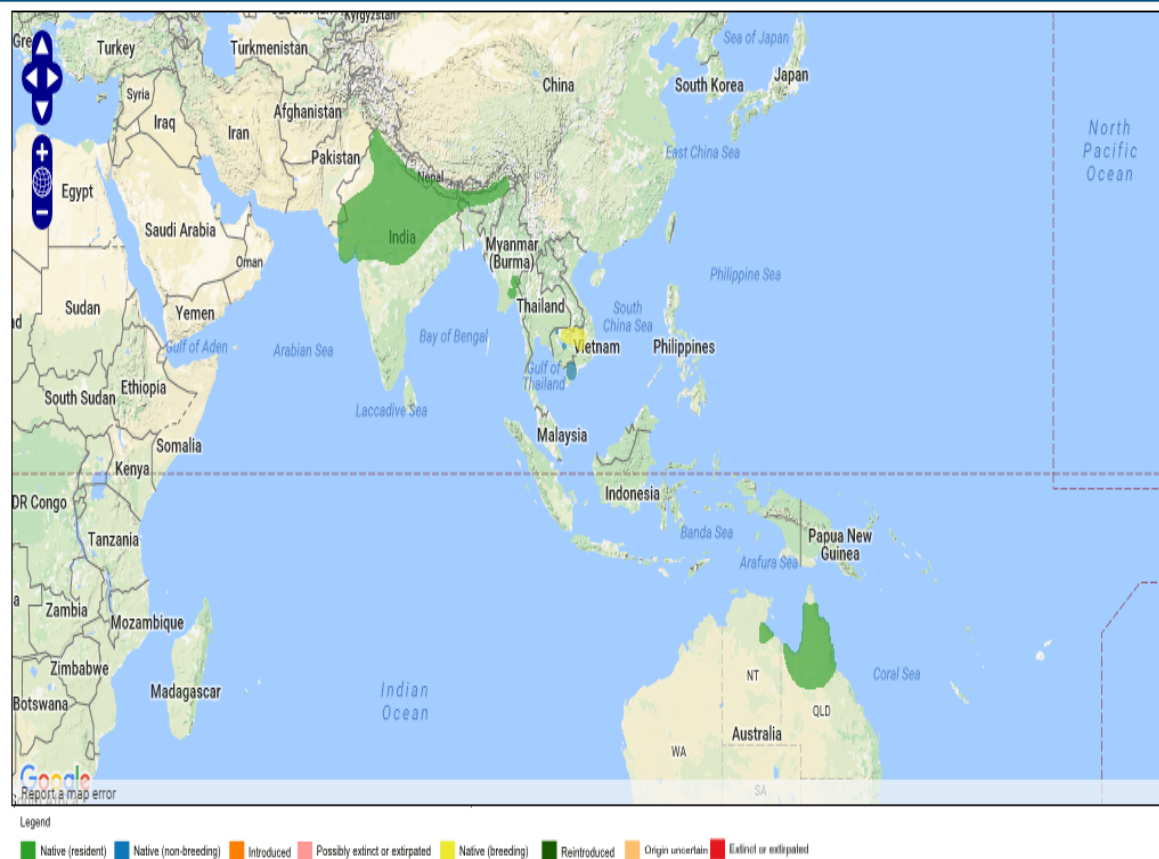 Gre
Turkey
Turkmenistan
Kyrgyzstan
Sea of Japan
Japan
South Korea
China
Syria
Iraq
Iran
Afghanistan
Pakistan
East China Sea
North
Pacific
Ocean
Egypt
Nepal
Saudi Arabia
Oman
India
Myanmar
(Burma)
Philippine Sea
Sudan
Yemen
Thailand
South
China Sea
Gulf of Aden
Arabian Sea
Bay of Bengal
Vietnam
Philippines
Gulf of
Thailand
Ethiopia
South Sudan
Laccadive Sea
Somalia
Malaysia
Kenya
DR Congo
Indonesia
Tanzania
Banda Sea
Papua New
Guinea
Arafura Sea
Zambia
Mozambique
Zimbabwe
Madagascar
Botswana
Indian
Ocean
NT
Coral Sea
QLD
Australia
WA
SA
Google
Report a map error
Legend
Native (resident) Native (non-breeding) Introduced Possibly extinct or extirpated Native (breeding) Reintroduced Origin uncertain Extinct or extirpated